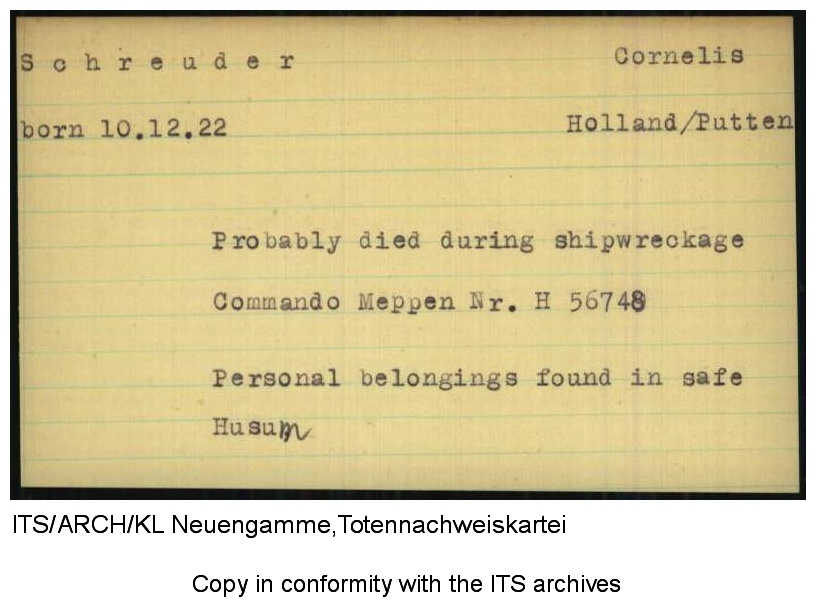 Schreuder Cornelis
born 10.12.22 Holland/Putten
Probably died during shipwreckage
Commando Meppen Nr. H 56748
Personal belongings found in safe
Husum
ITS/ARCH/KL Neuengamme,Totennachweiskartei
Copy in conformity with the ITS archives